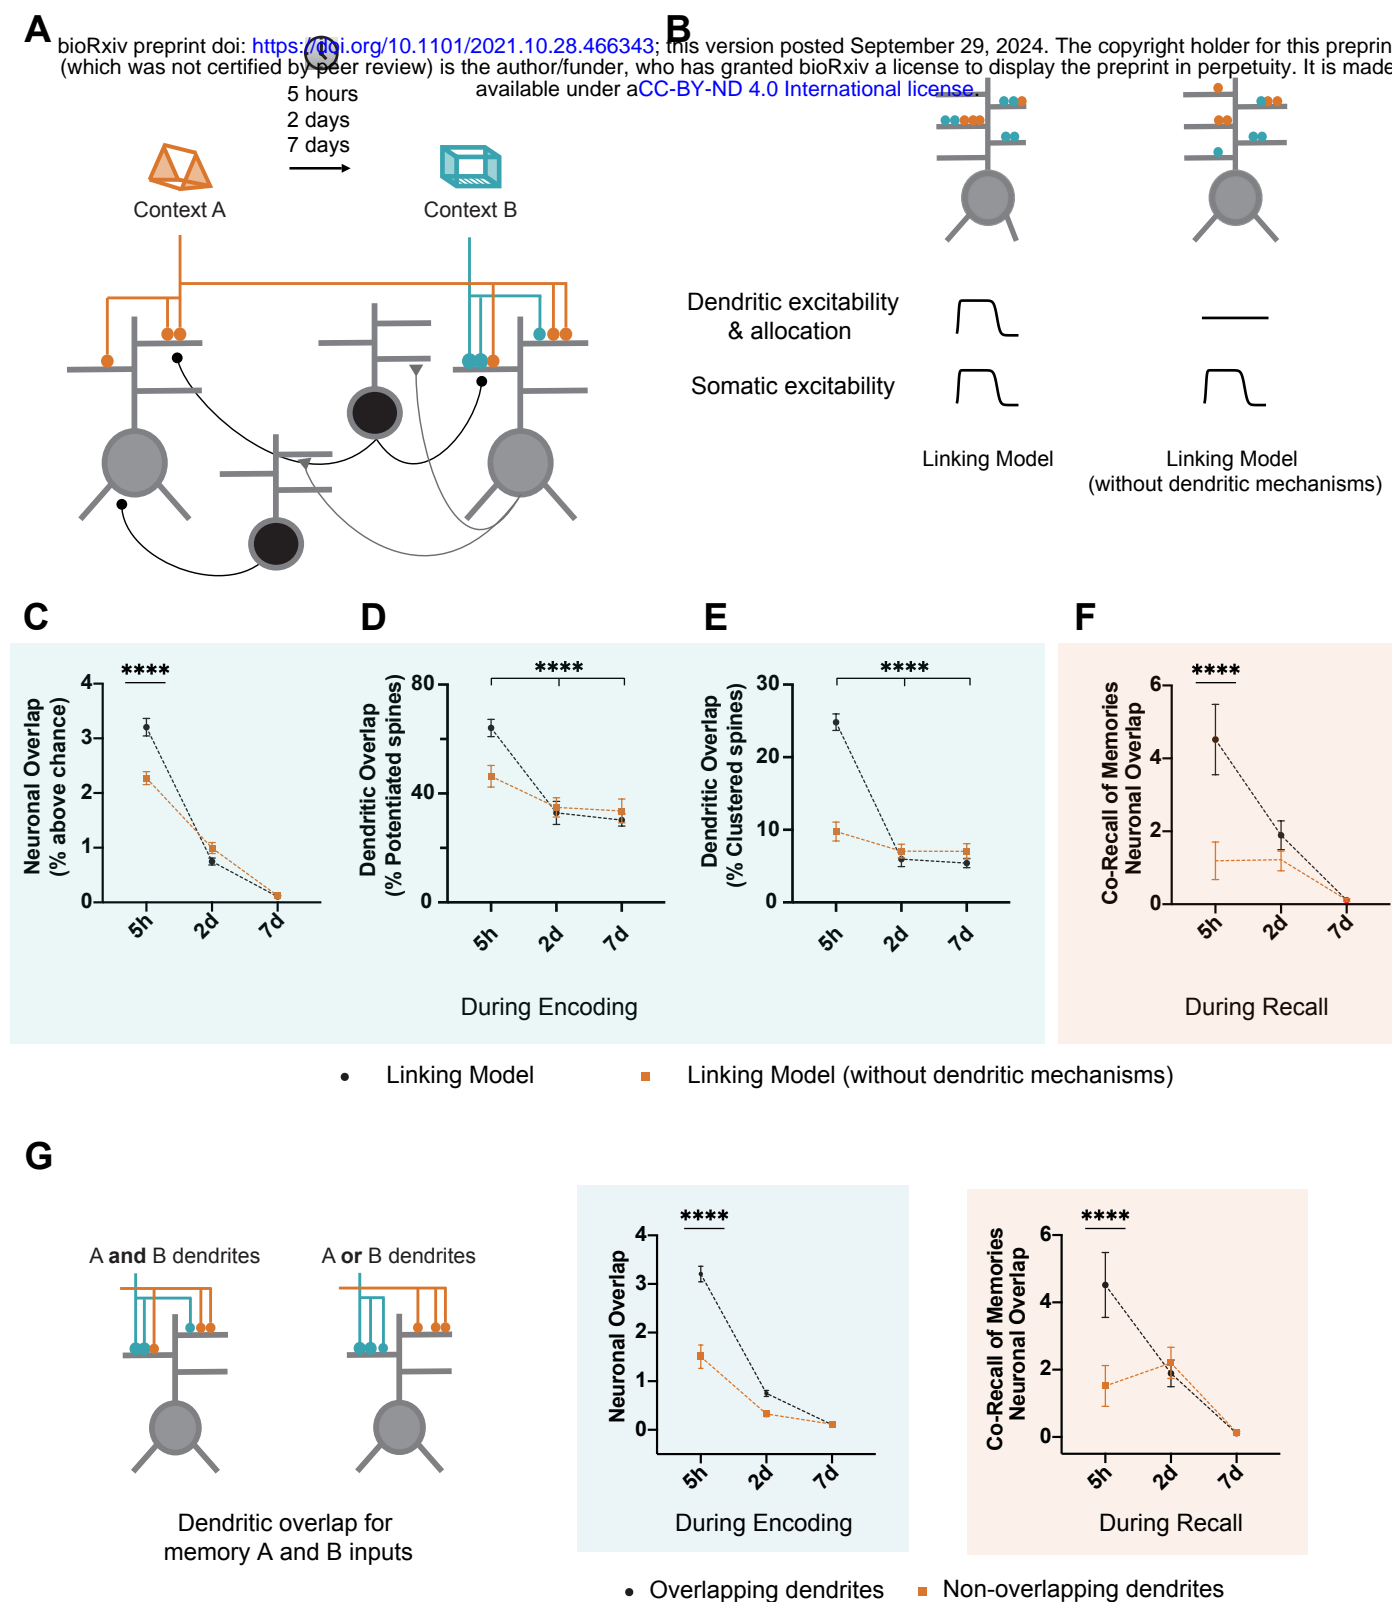 A
B
bioRxiv preprint doi: https://doi.org/10.1101/2021.10.28.466343; this version posted September 29, 2024. The copyright holder for this preprin
(which was not certified by peer review) is the author/funder, who has granted bioRxiv a license to display the preprint in perpetuity. It is made
available under aCC-BY-ND 4.0 International license.
5 hours
2 days
7 days
Context A
Context B
Dendritic excitability
& allocation
Somatic excitability
Linking Model
Linking Model
(without dendritic mechanisms)
C
Neuronal Overlap
(% above chance)
****
4
3
2
1
0
5h
2d
7d
D
Dendritic Overlap
(% Potentiated spines)
****
80
40
0
5h
2d
7d
E
Dendritic Overlap
(% Clustered spines)
****
30
20
10
0
5h
2d
7d
During Encoding
F
Co-Recall of Memories
Neuronal Overlap
****
6
4
2
0
5h
2d
7d
During Recall
Linking Model
Linking Model (without dendritic mechanisms)
G
A and B dendrites
A or B dendrites
Dendritic overlap for
memory A and B inputs
Neuronal Overlap
****
4
3
2
1
0
5h
2d
7d
During Encoding
Co-Recall of Memories
Neuronal Overlap
****
6
4
2
0
5h
2d
7d
During Recall
Overlapping dendrites
Non-overlapping dendrites